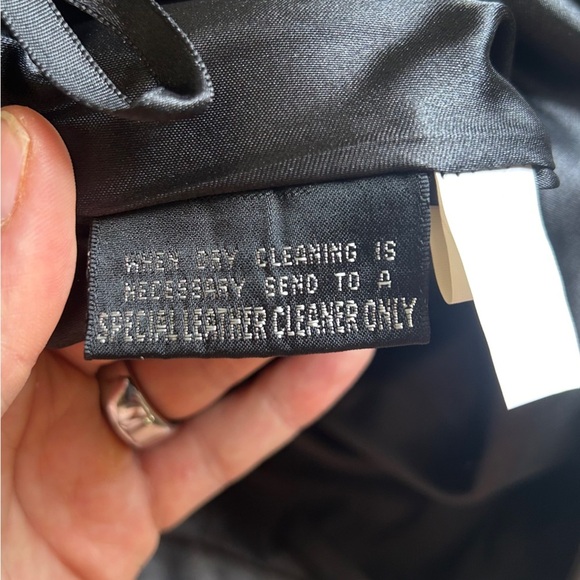 WHEN DRY CLEANING IS
NECESSARY SEND TO A
SPECIAL LEATHER CLEANER ONLY